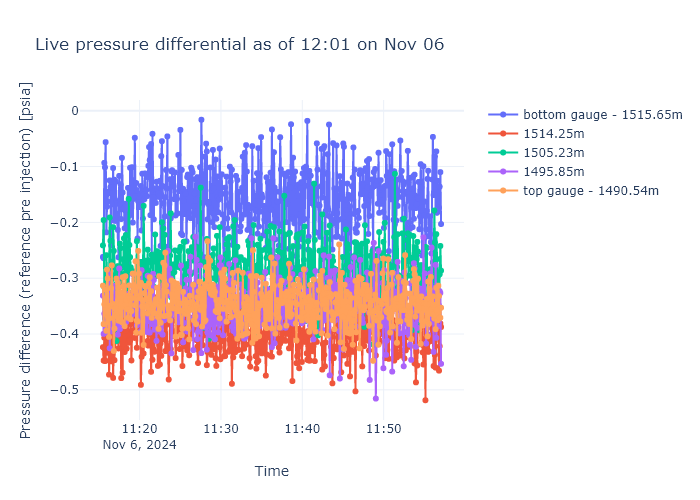 Live pressure differential as of 12:01 on Nov 06
Pressure difference (reference pre injection) [psia]
0
−0.1
−0.2
−0.3
−0.4
−0.5
11:20
Nov 6, 2024
11:30
11:40
11:50
Time
bottom gauge - 1515.65m
1514.25m
1505.23m
1495.85m
top gauge - 1490.54m